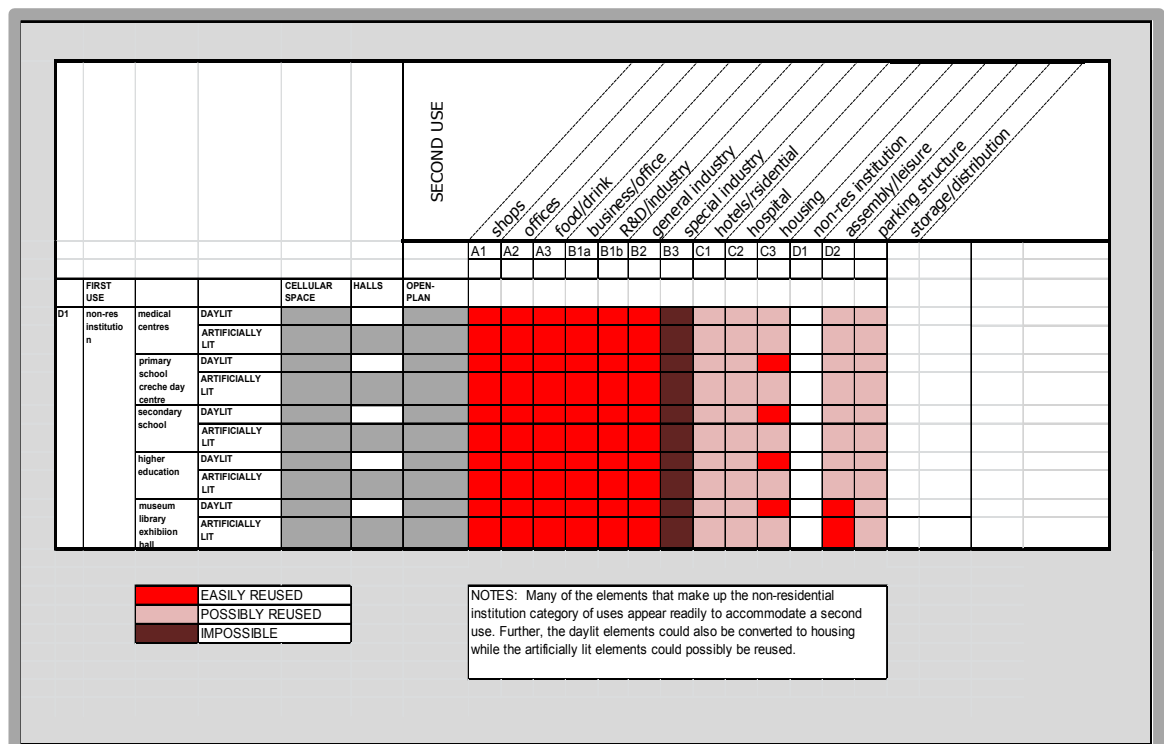 SECOND USE
shops
offices
food/drink
business/office
R&D/industry
general industry
special industry
hotels/rsidential
hospital
housing
non-res institution
assembly/leisure
parking structure
storage/distribution
A1 A2 A3 B1a B1b B2 B3 C1 C2 C3 D1 D2
FIRST
USE
CELLULAR
SPACE
HALLS
OPEN-
PLAN
D1
non-res
institutio
n
medical
centres
DAYLIT
ARTIFICIALLY
LIT
primary
school
creche day
centre
DAYLIT
ARTIFICIALLY
LIT
secondary
school
DAYLIT
ARTIFICIALLY
LIT
higher
education
DAYLIT
ARTIFICIALLY
LIT
museum
library
exhibiion
hall
DAYLIT
ARTIFICIALLY
LIT
EASILY REUSED
POSSIBLY REUSED
IMPOSSIBLE
NOTES: Many of the elements that make up the non-residential
institution category of uses appear readily to accommodate a second
use. Further, the daylit elements could also be converted to housing
while the artificially lit elements could possibly be reused.